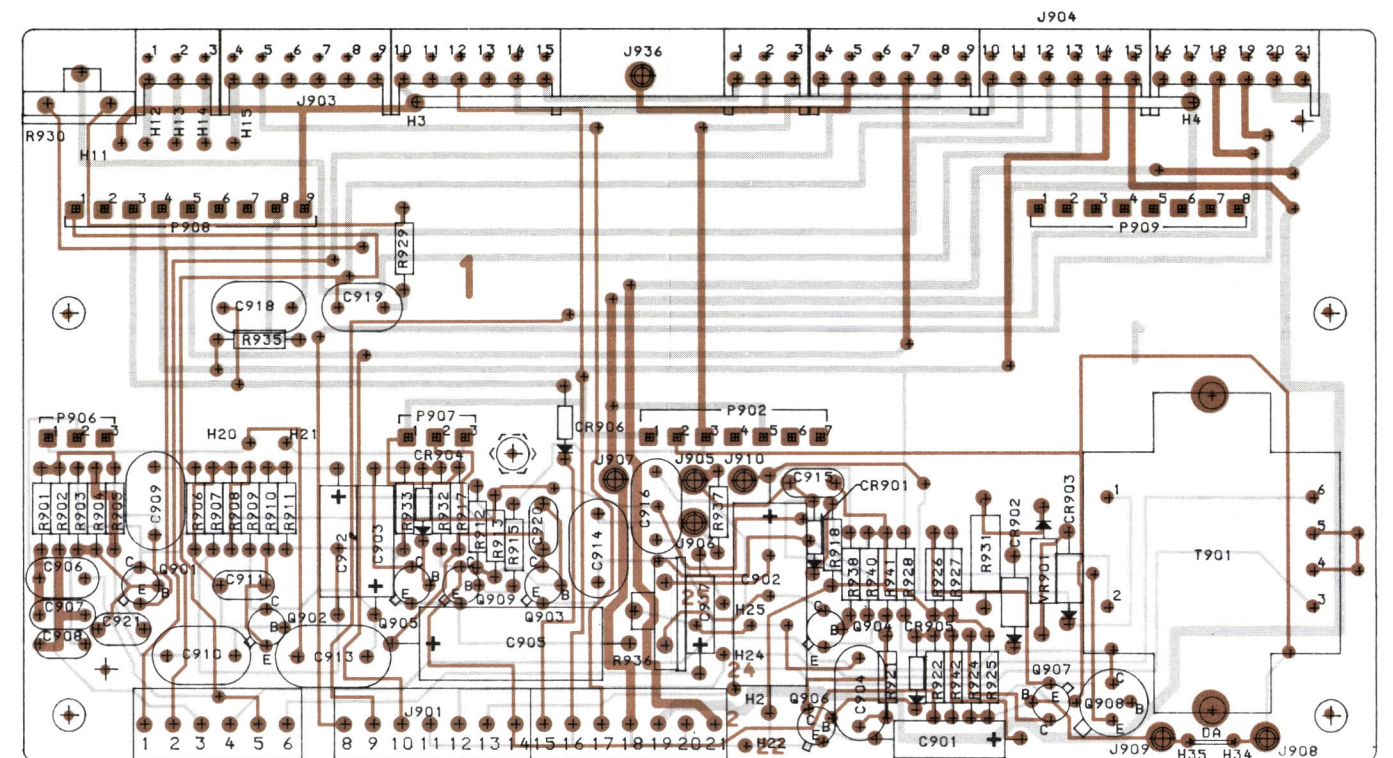 J904
1 2 3 4 5 6 7 8 9 10 11 12 13 14 15 J936 1 2 3 4 5 6 7 8 9 10 11 12 13 14 15 16 17 18 19 20 21
J903
R930 H11 H12 H13 H14 H15 H3 H4
1 2 3 4 5 6 7 8 9
P908
1 2 3 4 5 6 7 8
P909
R929
1
C918 C919
R935
1
P906 P907 P902
1 2 3 H20 H21 1 2 3 CR906 1 2 3 4 5 6 7
CR904 J907 J905 J910
R901 R902 R903 R904 R905 C909 R906 R907 R908 R909 R910 R911 C903 R933 R932 R917 R912 R913 R915 C920 C914 C916 R937 C915 CR901 R918 R931 CR902 CR903
J906
1 6
5
T901
4
2 3
C906 Q901 C911 C902 R938 R940 R941 R928 R926 R927 VR901
C E B
C907 C921 C908 Q902 Q905 Q909 Q903 C917 H25 Q904 CR905
C910 C913 C905 R936 H24
24
C904 R921 R922 R942 R924 R925 Q907 Q908
H2 Q906
J901 2
1 2 3 4 5 6 8 9 10 11 12 13 14 15 16 17 18 19 20 21 H22 22 C901 J909 H35 DA H34 J908